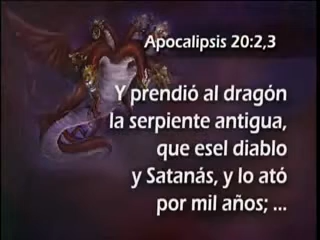 Apocalipsis 20:2,3
Y prendió al dragón
la serpiente antigua,
que esel diablo
y Satanás, y lo ató
por mil años; ...